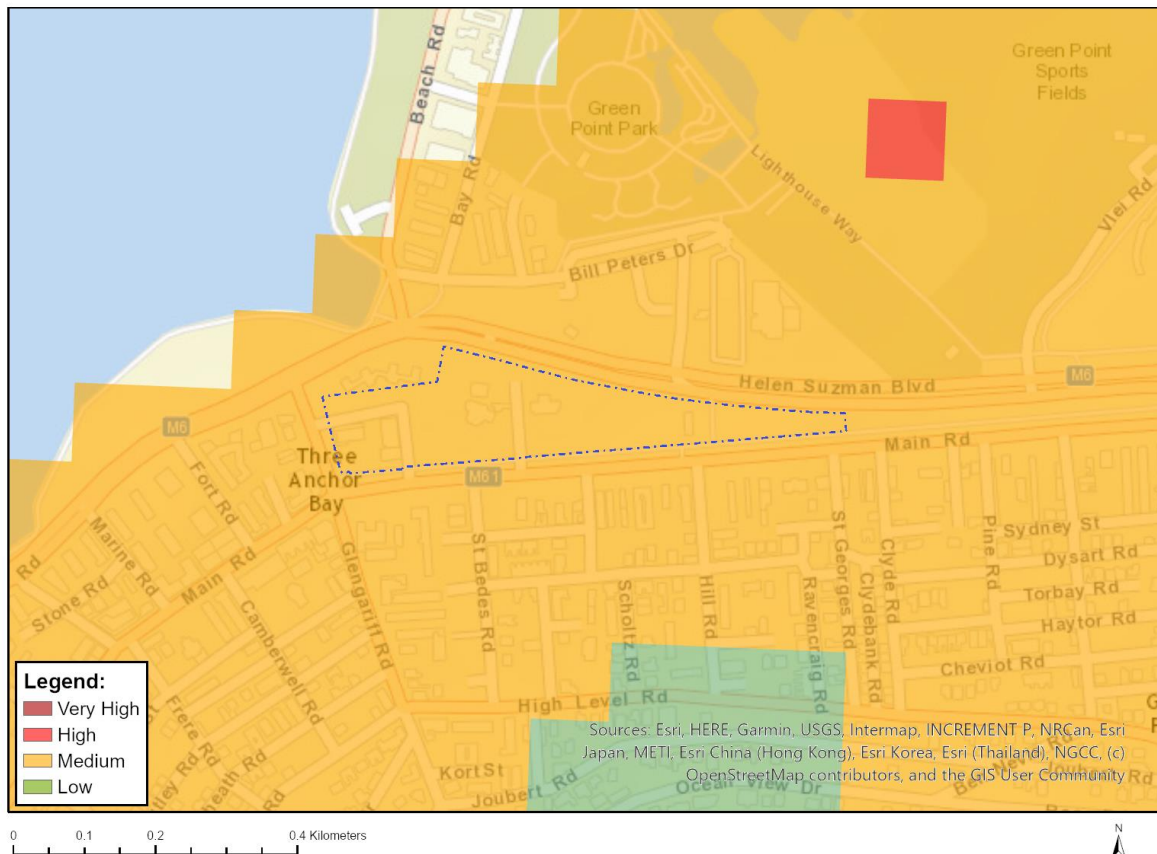 Beach Rd
Bay Rd
Green
Point Park
Green Point
Sports
Fields
Lighthouse Way
Vlei Rd
Bill Peters Dr
Helen Suzman Blvd
M6
M6
Main Rd
Three
Anchor
Bay
M61
Fort Rd
Marine Rd
Main Rd
Rd
Stone Rd
Glengariff Rd
Camberwell Rd
St Bedes Rd
Scholtz Rd
Hill Rd
Ravencraig Rd
St Georges Rd
Clyde Rd
Clydebank Rd
Pine Rd
Sydney St
Dysart Rd
Torbay Rd
Haytor Rd
Cheviot Rd
High Level Rd
Frere Rd
Kort St
Joubert Rd
Ocean View Dr
Legend:
Very High
High
Medium
Low
Sources: Esri, HERE, Garmin, USGS, Intermap, INCREMENT P, NRCan, Esri
Japan, METI, Esri China (Hong Kong), Esri Korea, Esri (Thailand), NGCC, (c)
OpenStreetMap contributors, and the GIS User Community
0 0.1 0.2 0.4 Kilometers
N